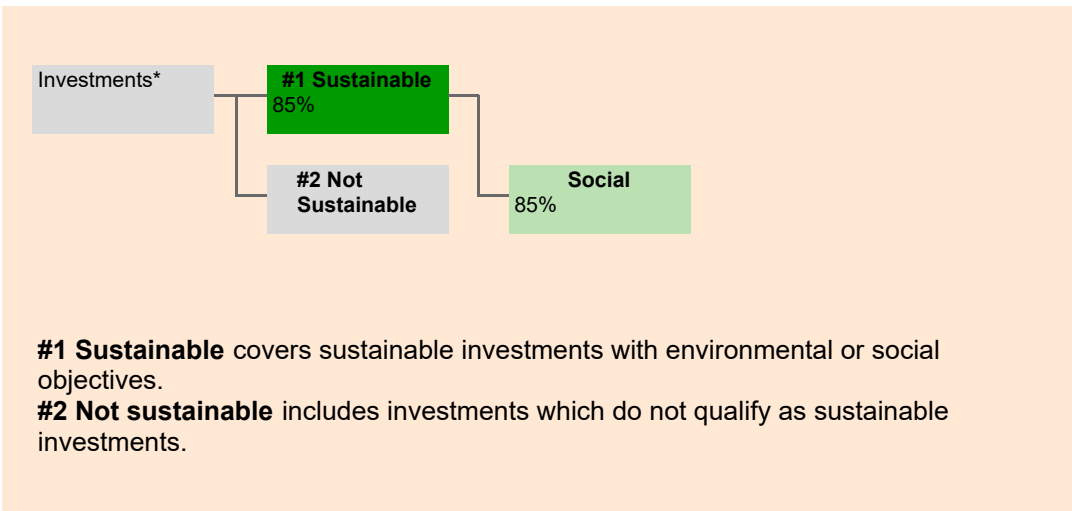 Investments*
#1 Sustainable
85%
#2 Not
Sustainable
Social
85%
#1 Sustainable covers sustainable investments with environmental or social
objectives.
#2 Not sustainable includes investments which do not qualify as sustainable
investments.